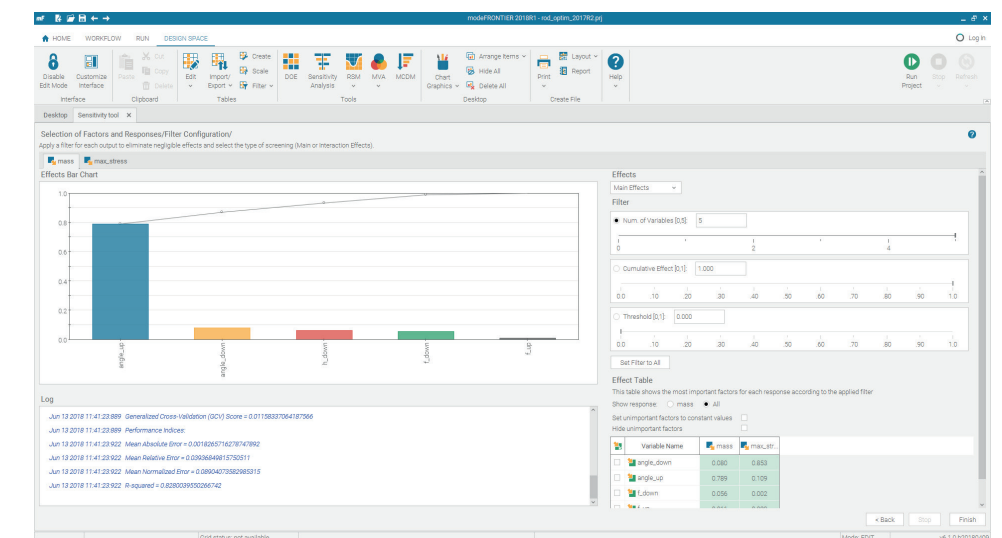 mF modeFRONTIER 2018R1 - rod_optim_2017R2.prj
HOME WORKFLOW RUN DESIGN SPACE Log In
Disable Edit Mode Customize Interface Paste Cut Copy Delete Edit Import/ Export Create Scale Filter DOE Sensitivity Analysis RSM MVA MCDM Chart Graphics Arrange Items Hide All Delete All Print Layout Report Help Run Project Stop Refresh
Interface Clipboard Tables Tools Desktop Create File
Desktop Sensitivity tool
Selection of Factors and Responses/Filter Configuration/
Apply a filter for each output to eliminate negligible effects and select the type of screening (Main or Interaction Effects)
mass max_stress
Effects Bar Chart
1.0
0.8
0.6
0.4
0.2
0.0
angle_up angle_down h_down f_down f_up
Log
Jun 13 2018 11:41:23:889 Generalized Cross-Validation (GCV) Score = 0.01158337064187566
Jun 13 2018 11:41:23:889 Performance Indices:
Jun 13 2018 11:41:23:922 Mean Absolute Error = 0.0018265716278747892
Jun 13 2018 11:41:23:922 Mean Relative Error = 0.0393684981575051​1
Jun 13 2018 11:41:23:922 Mean Normalized Error = 0.08904073582985315
Jun 13 2018 11:41:23:922 R-squared = 0.8280039550266742
Effects
Main Effects
Filter
Num. of Variables [0,5]: 5
0 2 4
Cumulative Effect [0,1]: 1.000
0.0 .10 .20 .30 .40 .50 .60 .70 .80 .90 1.0
Threshold [0,1]: 0.000
0.0 .10 .20 .30 .40 .50 .60 .70 .80 .90 1.0
Set Filter to All
Effect Table
This table shows the most important factors for each response according to the applied filter
Show response: mass All
Set unimportant factors to constant values
Hide unimportant factors
Variable Name mass max_str...
angle_down 0.080 0.853
angle_up 0.789 0.109
f_down 0.056 0.002
< Back Stop Finish
Grid status: not available Mode: EDIT v6.1.0 b20180409